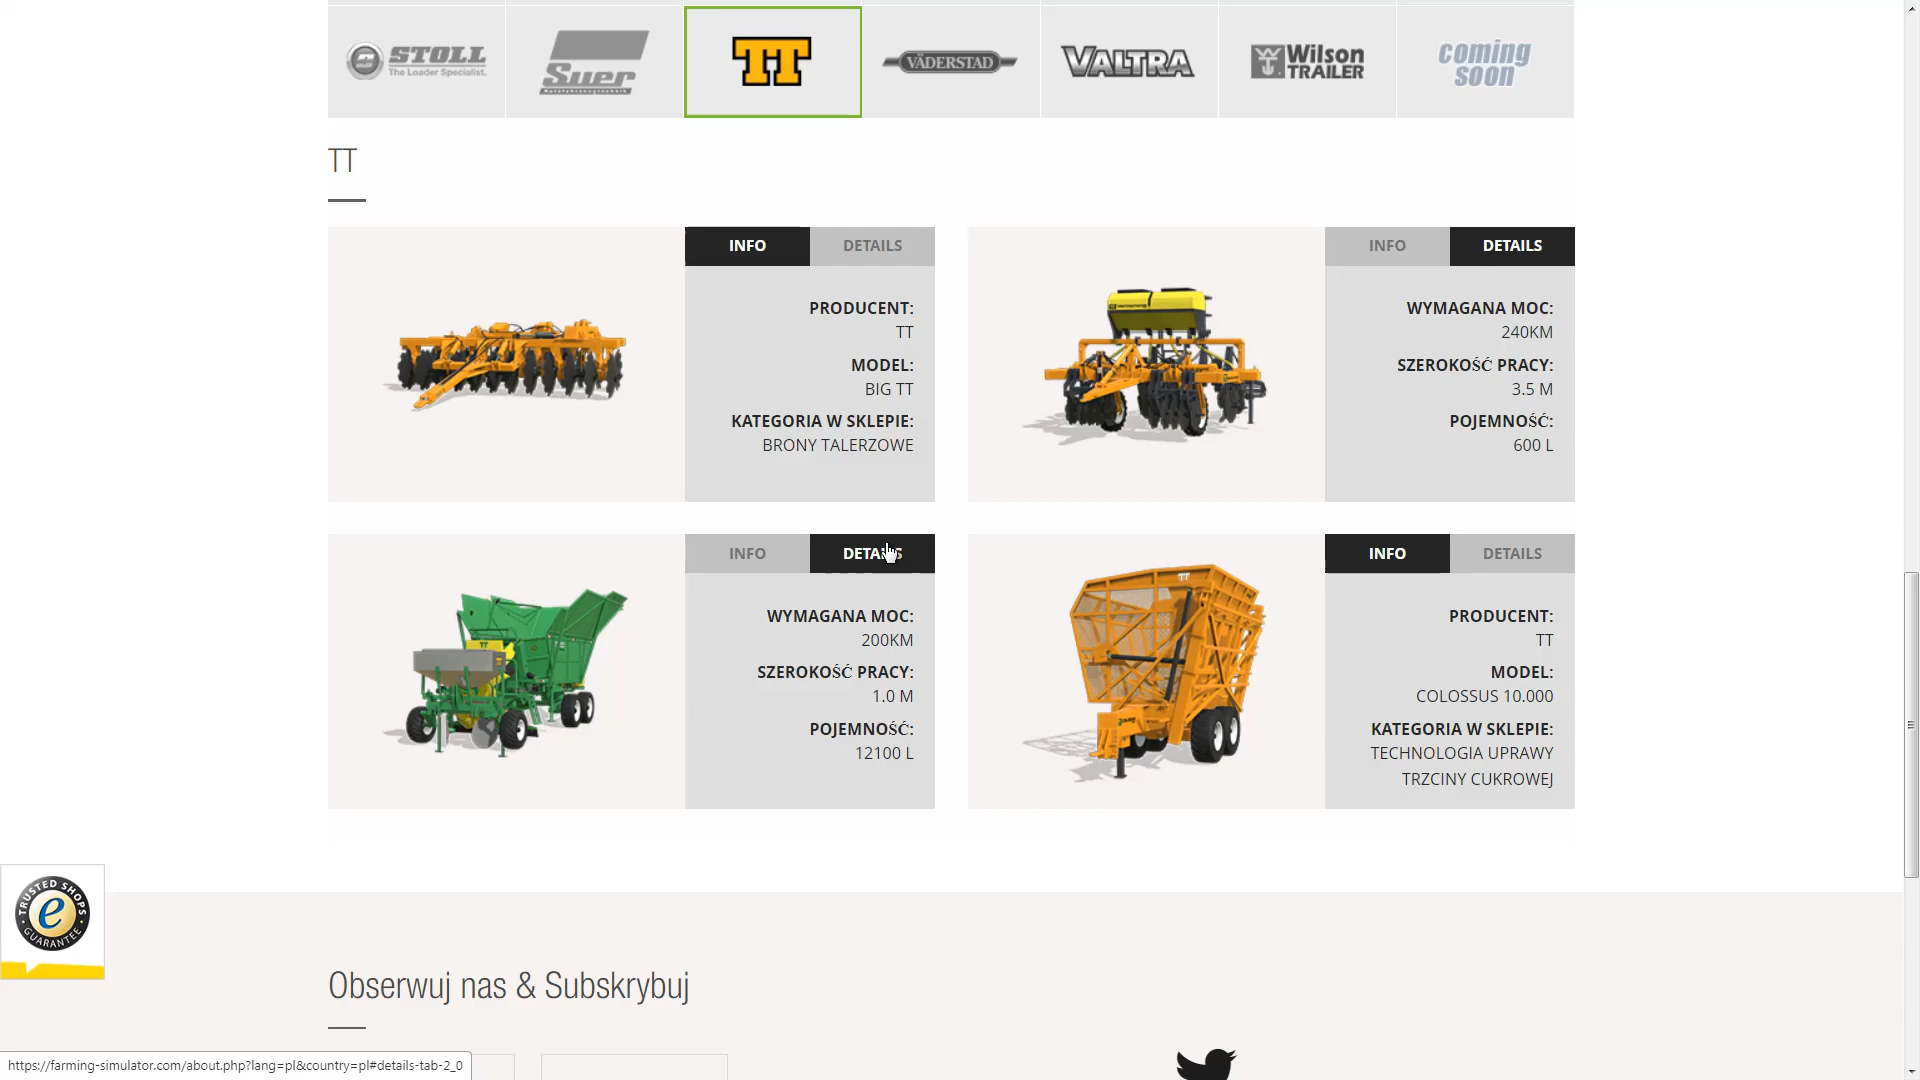 STOLL
The Loader Specialist.
Suer
TT
VÄDERSTAD
VALTRA
Wilson
TRAILER
coming
soon
TT
INFO
DETAILS
PRODUCENT:
TT
MODEL:
BIG TT
KATEGORIA W SKLEPIE:
BRONY TALERZOWE
INFO
DETAILS
WYMAGANA MOC:
240KM
SZEROKOŚĆ PRACY:
3.5 M
POJEMNOŚĆ:
600 L
INFO
DETAILS
WYMAGANA MOC:
200KM
SZEROKOŚĆ PRACY:
1.0 M
POJEMNOŚĆ:
12100 L
INFO
DETAILS
PRODUCENT:
TT
MODEL:
COLOSSUS 10.000
KATEGORIA W SKLEPIE:
TECHNOLOGIA UPRAWY
TRZCINY CUKROWEJ
TRUSTED SHOPS
e
GUARANTEE
Obserwuj nas & Subskrybuj
https://farming-simulator.com/about.php?lang=pl&country=pl#details-tab-2_0